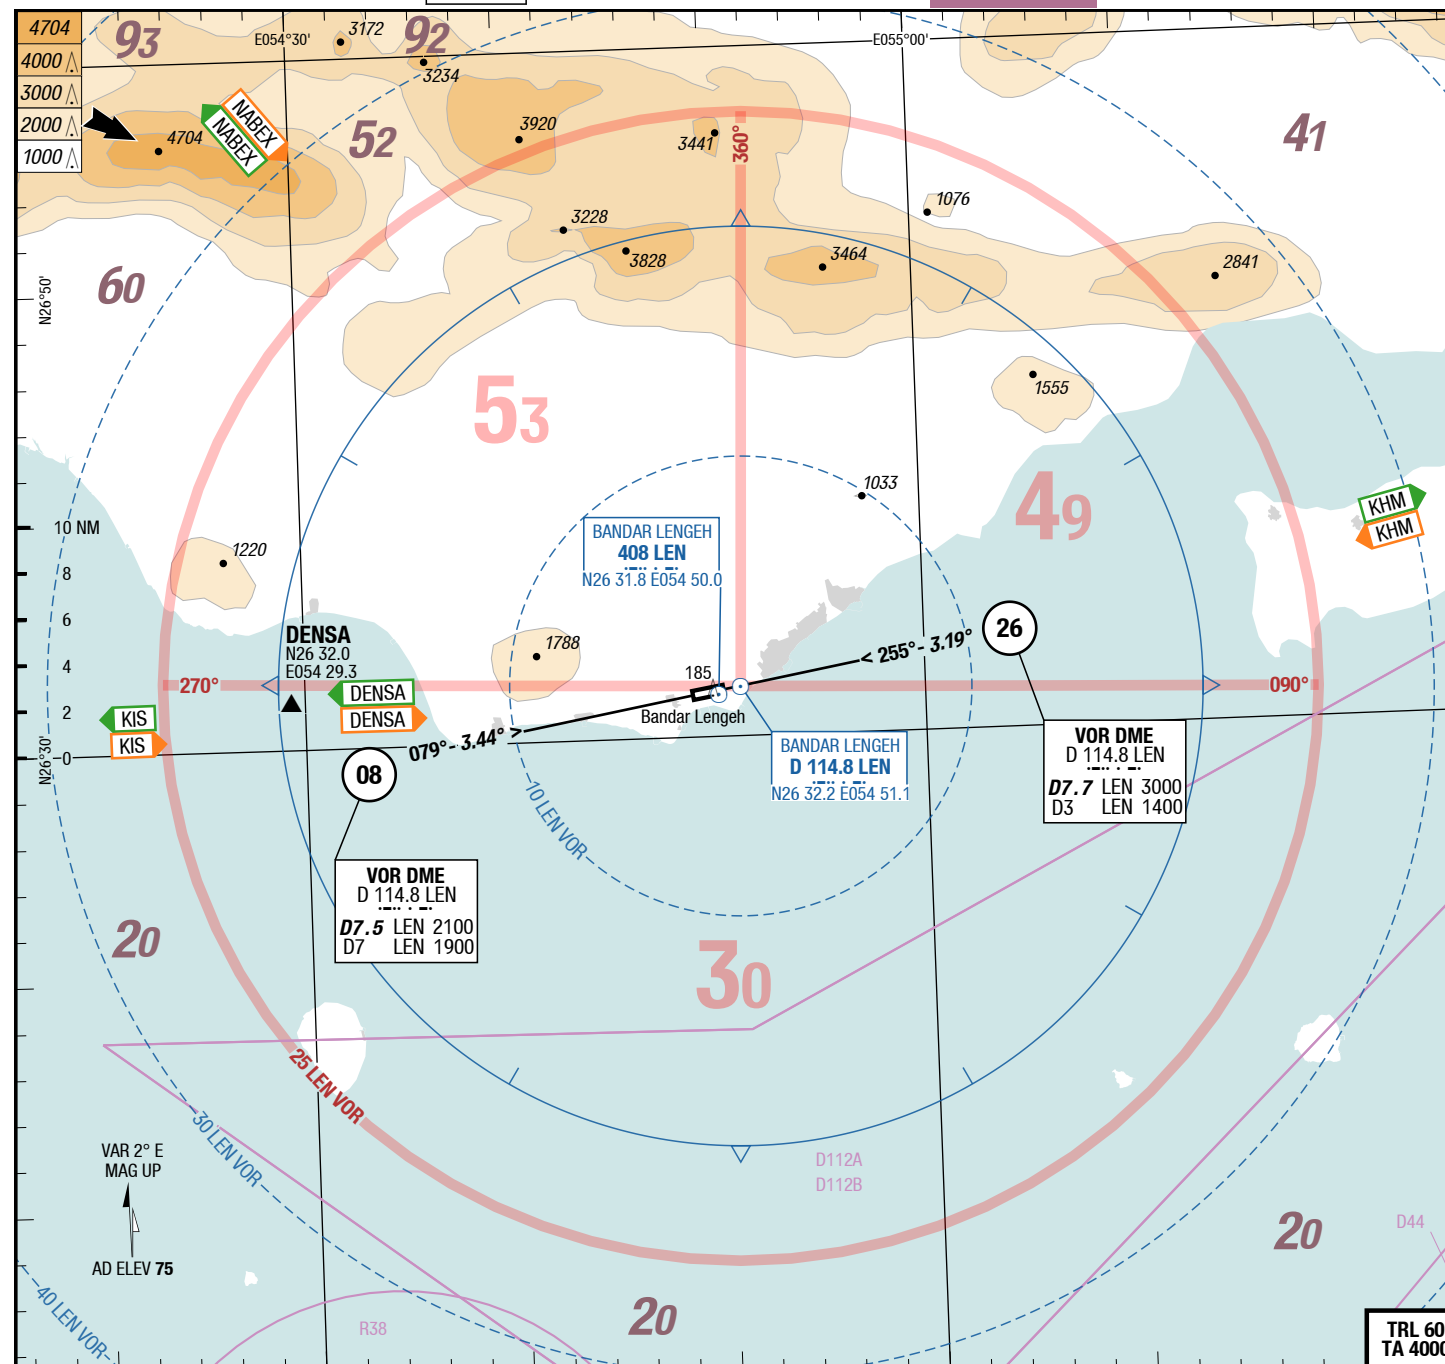 4704
4000
3000
2000
1000
93
92
3172
3234
E054°30'
E055°00'
NABEX
NABEX
4704
52
3920
3441
360°
41
1076
3228
3828
3464
2841
60
N26°50'
1555
53
49
1033
KHM
KHM
10 NM
8
6
4
2
0
N26°30'
1220
BANDAR LENGEH
408 LEN
N26 31.8 E054 50.0
DENSA
N26 32.0
E054 29.3
1788
26
< 255°- 3.19°
185
270°
090°
DENSA
DENSA
KIS
KIS
Bandar Lengeh
079°- 3.44° >
08
BANDAR LENGEH
D 114.8 LEN
N26 32.2 E054 51.1
VOR DME
D 114.8 LEN
D7.7 LEN 3000
D3 LEN 1400
10 LEN VOR
VOR DME
D 114.8 LEN
D7.5 LEN 2100
D7 LEN 1900
20
30
25 LEN VOR
30 LEN VOR
VAR 2° E
MAG UP
AD ELEV 75
D112A
D112B
20
D44
40 LEN VOR
R38
20
TRL 60
TA 4000